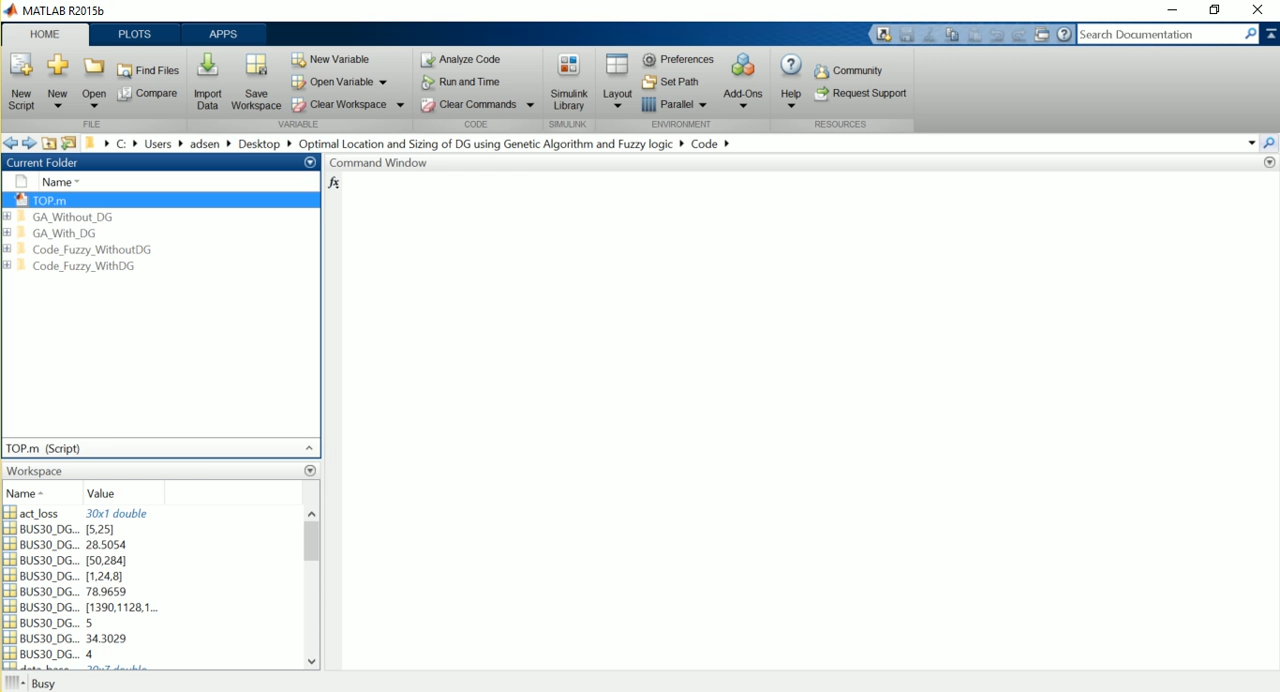 MATLAB R2015b
HOME
PLOTS
APPS
Search Documentation
New Script
New
Open
Find Files
Compare
Import Data
Save Workspace
New Variable
Open Variable
Clear Workspace
Analyze Code
Run and Time
Clear Commands
Simulink Library
Layout
Preferences
Set Path
Parallel
Add-Ons
Help
Community
Request Support
FILE
VARIABLE
CODE
SIMULINK
ENVIRONMENT
RESOURCES
C: Users adsen Desktop Optimal Location and Sizing of DG using Genetic Algorithm and Fuzzy logic Code
Current Folder
Name
TOP.m
GA_Without_DG
GA_With_DG
Code_Fuzzy_WithoutDG
Code_Fuzzy_WithDG
TOP.m (Script)
Command Window
fx
Workspace
Name Value
act_loss 30x1 double
BUS30_DG... [5,25]
BUS30_DG... 28.5054
BUS30_DG... [50,284]
BUS30_DG... [1,24,8]
BUS30_DG... 78.9659
BUS30_DG... [1390,1128,1...
BUS30_DG... 5
BUS30_DG... 34.3029
BUS30_DG... 4
Busy